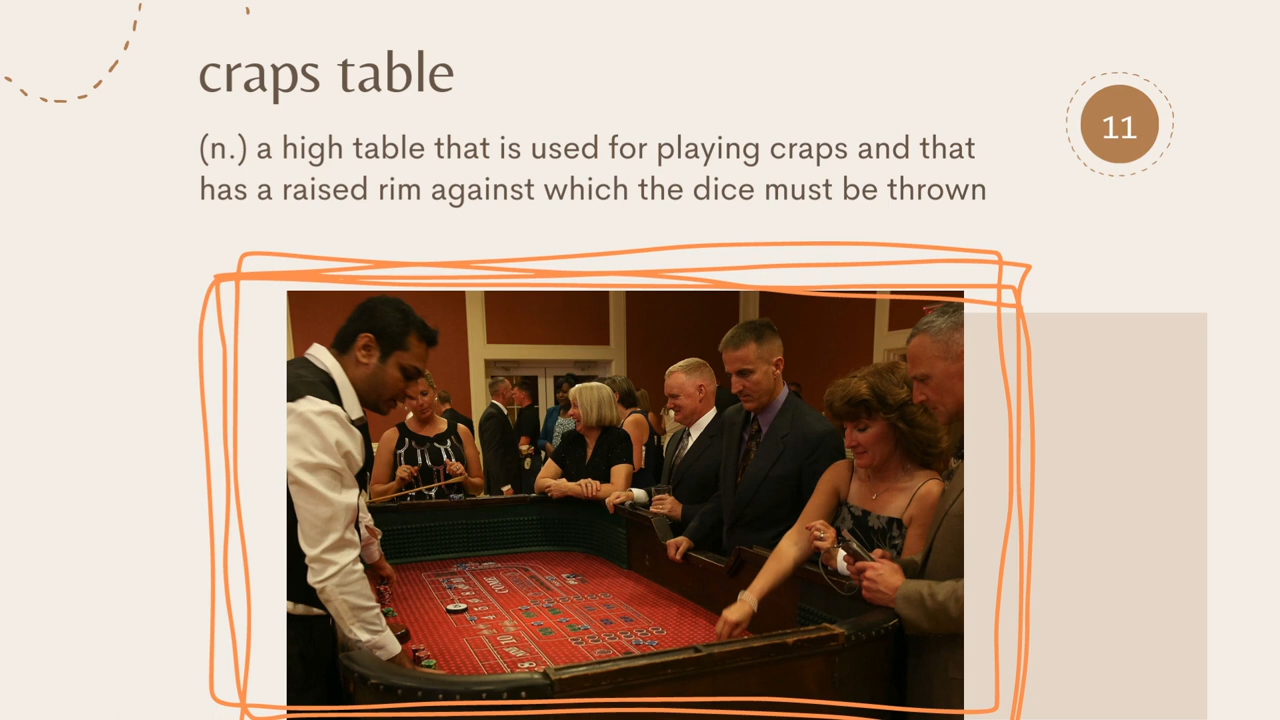 craps table
11
(n.) a high table that is used for playing craps and that
has a raised rim against which the dice must be thrown
COME